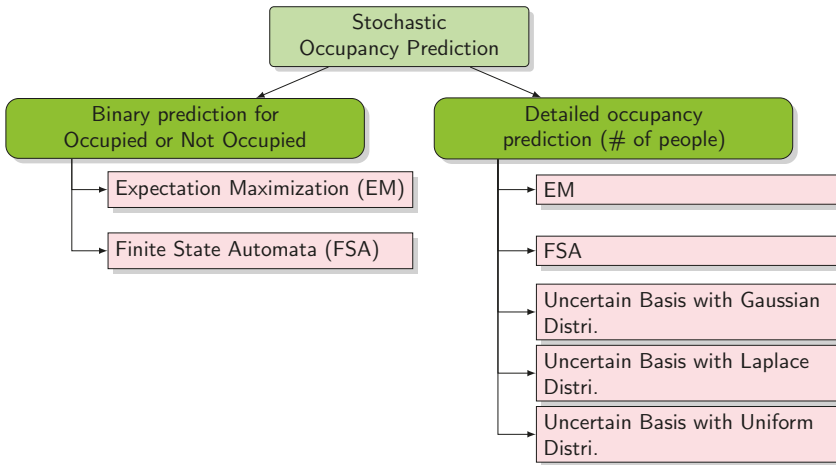 Stochastic
Occupancy Prediction
Binary prediction for
Occupied or Not Occupied
Expectation Maximization (EM)
Finite State Automata (FSA)
Detailed occupancy
prediction (# of people)
EM
FSA
Uncertain Basis with Gaussian
Distri.
Uncertain Basis with Laplace
Distri.
Uncertain Basis with Uniform
Distri.